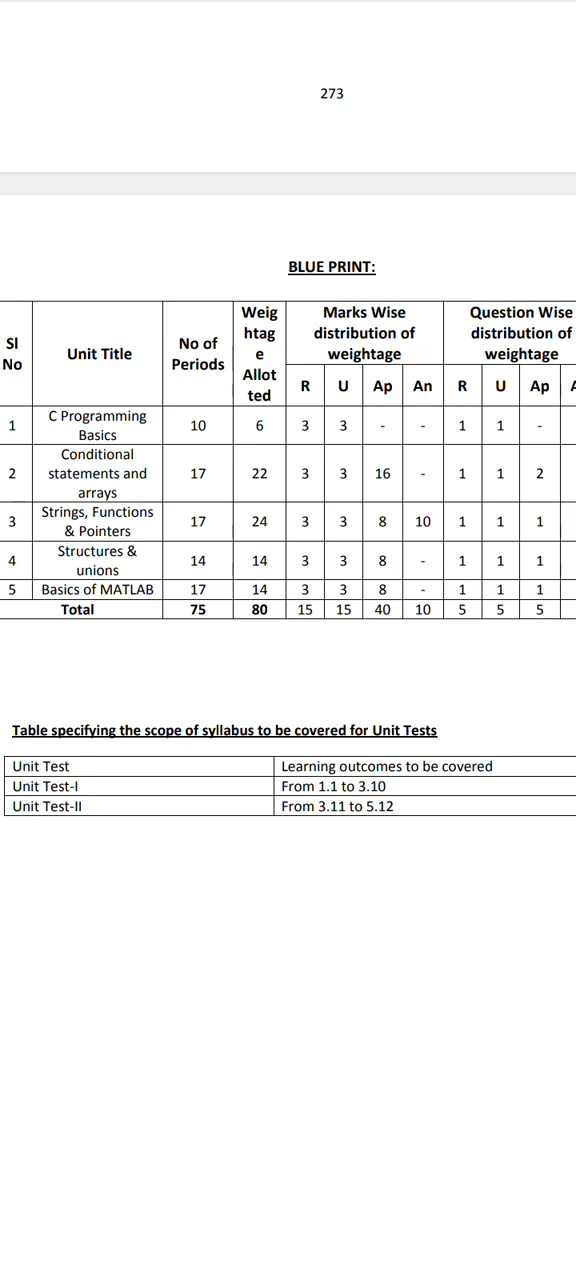 273
BLUE PRINT:
Sl No | Unit Title | No of Periods | Weig htag e Allot ted | Marks Wise distribution of weightage | Question Wise distribution of weightage
R | U | Ap | An | R | U | Ap
1 | C Programming Basics | 10 | 6 | 3 | 3 | - | - | 1 | 1 | -
2 | Conditional statements and arrays | 17 | 22 | 3 | 3 | 16 | - | 1 | 1 | 2
3 | Strings, Functions & Pointers | 17 | 24 | 3 | 3 | 8 | 10 | 1 | 1 | 1
4 | Structures & unions | 14 | 14 | 3 | 3 | 8 | - | 1 | 1 | 1
5 | Basics of MATLAB | 17 | 14 | 3 | 3 | 8 | - | 1 | 1 | 1
Total | 75 | 80 | 15 | 15 | 40 | 10 | 5 | 5 | 5
Table specifying the scope of syllabus to be covered for Unit Tests
Unit Test | Learning outcomes to be covered
Unit Test-I | From 1.1 to 3.10
Unit Test-II | From 3.11 to 5.12